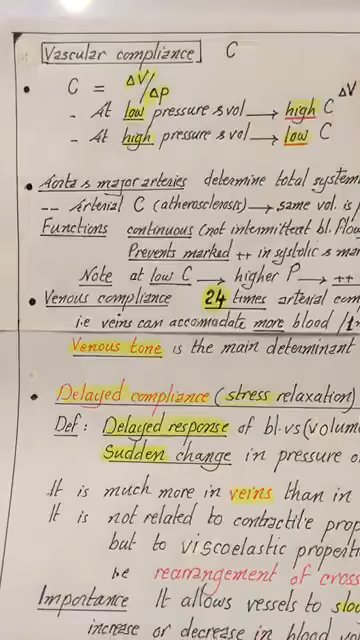 Vascular compliance C
C = ΔV/Δp
ΔV
- At low pressure & vol → high C
- At high pressure & vol → low C
• Aorta & major arteries determine total system
-- Arterial C (atherosclerosis) → same vol. is
Functions continuous (not intermittent bl. Flow
Prevents marked ++ in systolic & ma
Note at low C → higher P → ++
• Venous compliance 24 times arterial com
i.e veins can accomodate more blood
Venous tone is the main determinant
• Delayed compliance (stress relaxation)
Def: Delayed response of bl.vs (volume
Sudden change in pressure o
It is much more in veins than in
It is not related to contractile prop
but to viscoelastic properti
i.e rearrangement of cross
Importance It allows vessels to slow
increase or decrease in blood